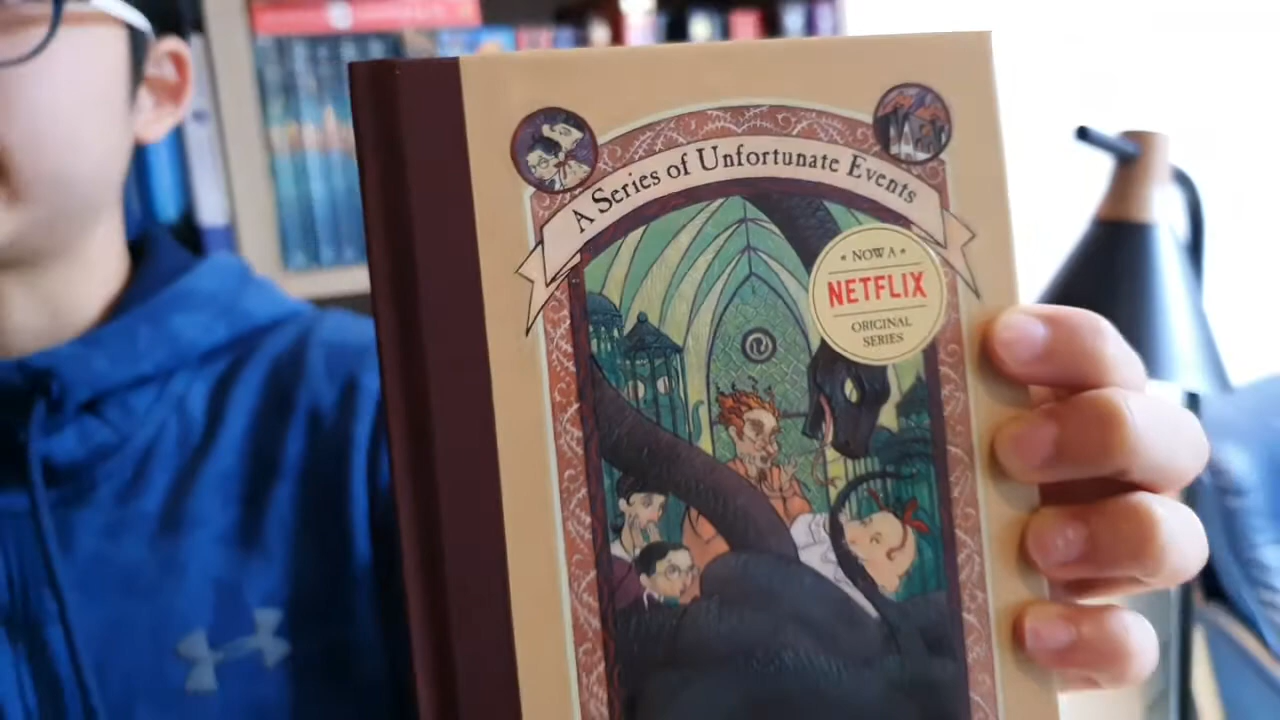 A Series of Unfortunate Events
NOW A
NETFLIX
ORIGINAL
SERIES